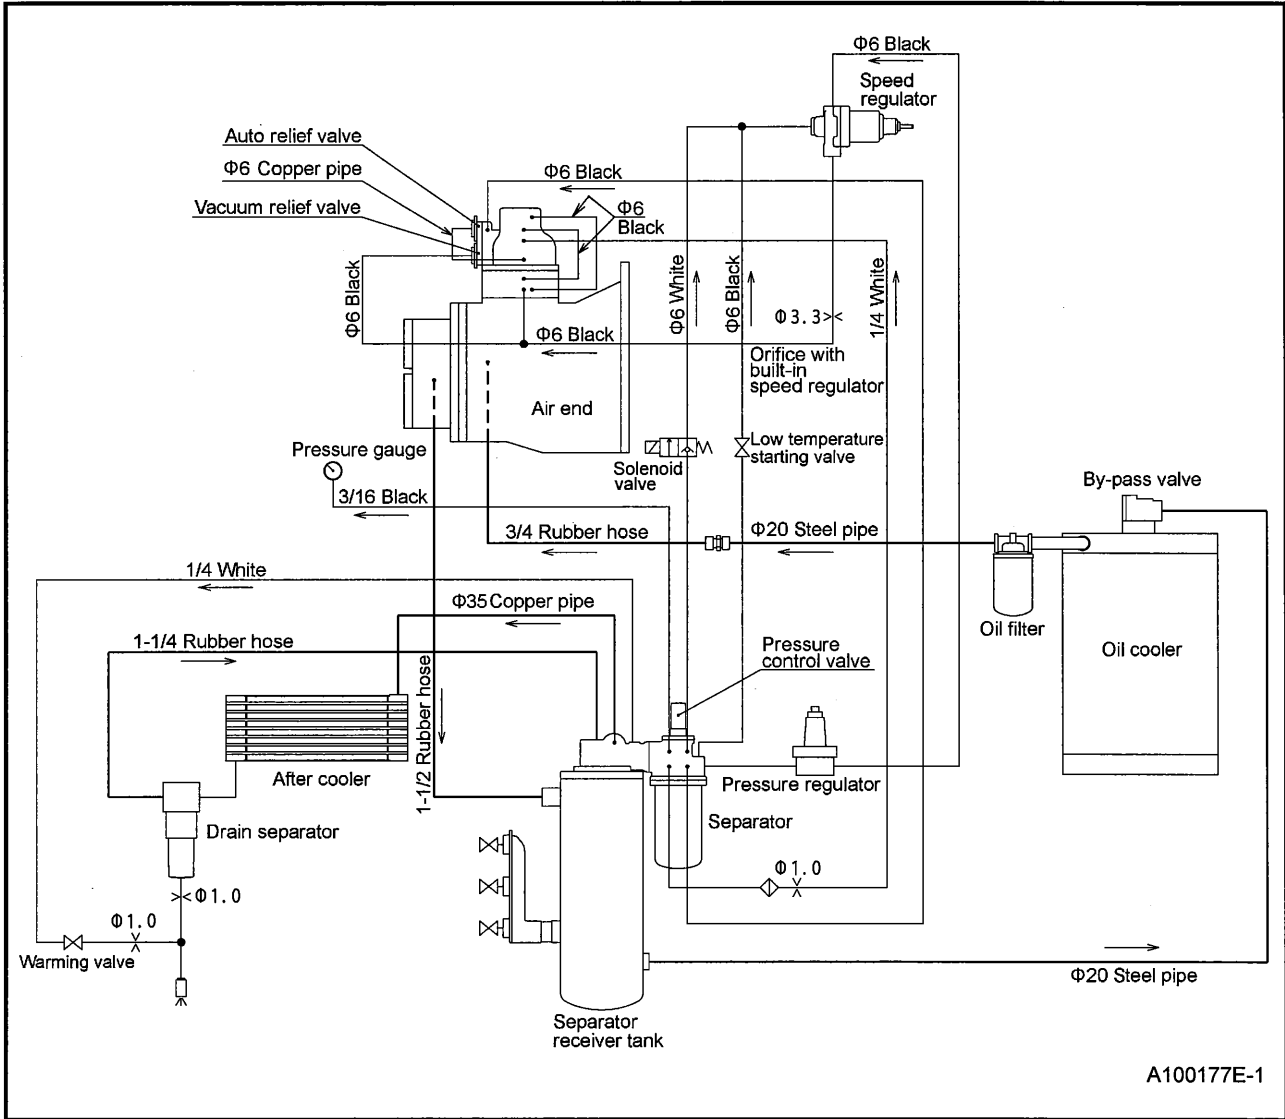 Φ6 Black
Speed
regulator
Auto relief valve
Φ6 Copper pipe
Vacuum relief valve
Φ6 Black
Φ6
Black
Φ6 Black
Φ6 White
Φ6 Black
Φ3.3
1/4 White
Φ6 Black
Orifice with
built-in
speed regulator
Air end
Pressure gauge
Solenoid
valve
Low temperature
starting valve
By-pass valve
3/16 Black
3/4 Rubber hose
Φ20 Steel pipe
1/4 White
Φ35 Copper pipe
Oil filter
Oil cooler
1-1/4 Rubber hose
Pressure
control valve
1-1/2 Rubber hose
After cooler
Pressure regulator
Drain separator
Separator
Φ1.0
Φ1.0
Φ1.0
Warming valve
Φ20 Steel pipe
Separator
receiver tank
A100177E-1